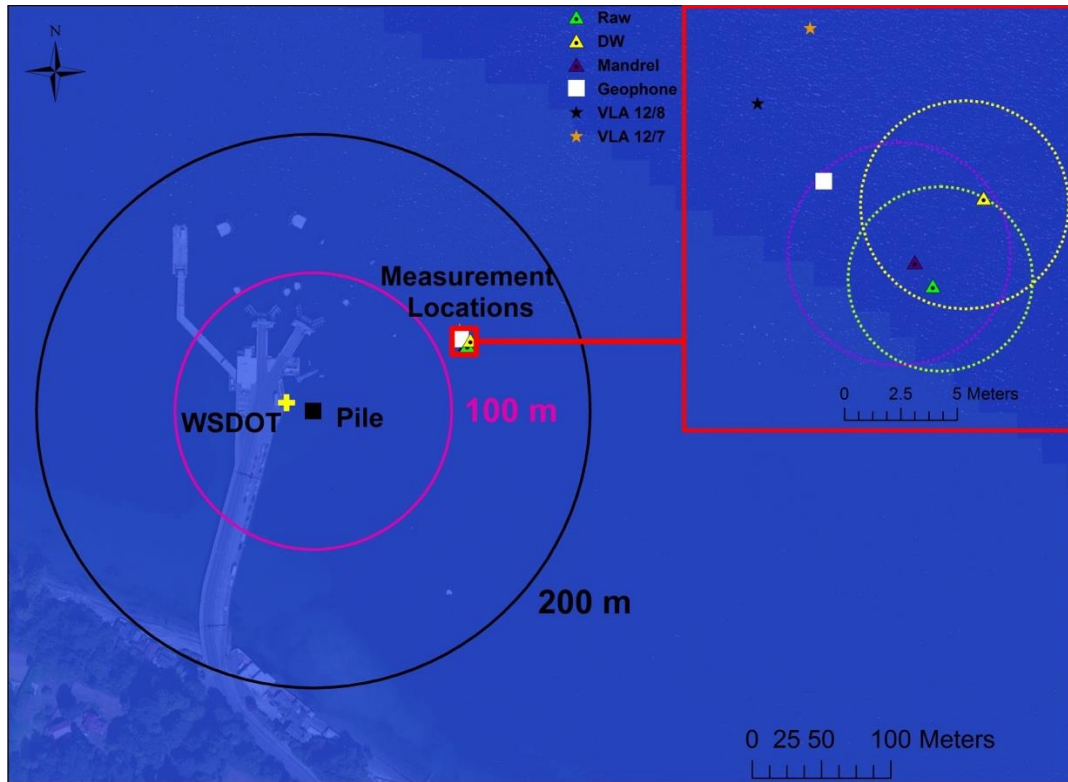 N
Raw
DW
Mandrel
Geophone
VLA 12/8
VLA 12/7
Measurement
Locations
WSDOT
Pile
100 m
200 m
0 2.5 5 Meters
0 25 50 100 Meters